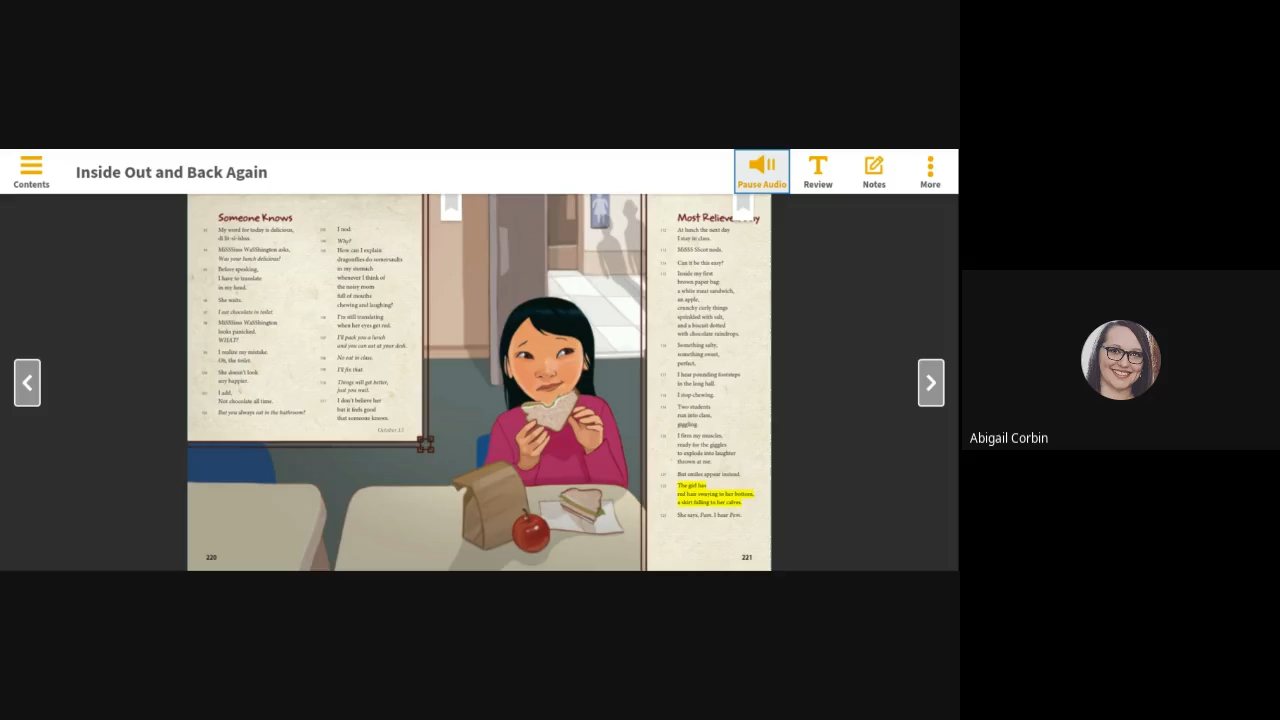 Contents
Inside Out and Back Again
Pause Audio
Review
Notes
More
Someone Knows
My word for today is delicious,
asks,
Was your lunch delicious?
Before speaking,
I have to translate
in my head.
She waits.
I eat chocolate in toilet.
looks panicked.
WHAT?
I realize my mistake.
Oh, the toilet.
She doesn't look
any happier.
I add,
Not chocolate all time.
But you always eat in the bathroom?
I nod.
Why?
How can I explain
dragonflies do somersaults
in my stomach
whenever I think of
the noisy room
full of mouths
chewing and laughing?
I'm still translating
when her eyes get red.
I'll pack you a lunch
and you can eat at your desk.
No eat in class.
I'll fix that.
Things will get better,
just you wait.
I don't believe her
but it feels good
that someone knows.
October
220
Most
At lunch the next day
I stay in class.
nods.
Can it be this easy?
Inside my first
brown paper bag:
a white meat sandwich,
an apple,
crunchy curly things
sprinkled with salt,
and a biscuit dotted
with chocolate raindrops.
Something salty,
something sweet,
perfect.
I hear pounding footsteps
in the long hall.
I stop chewing.
Two students
run into class,
giggling.
I firm my muscles,
ready for the giggles
to explode into laughter
thrown at me.
But smiles appear instead.
The girl has
red hair swaying to her bottom,
a skirt falling to her calves.
She says, Pam. I hear Pem.
221
Abigail Corbin